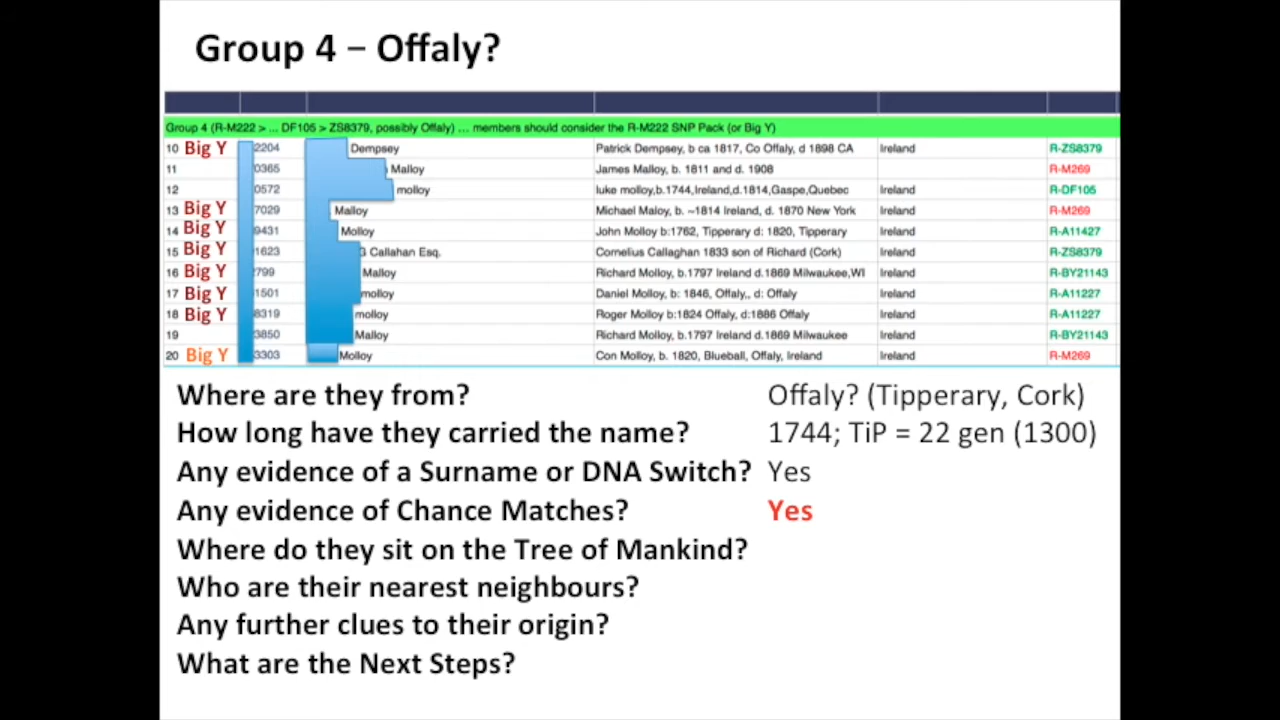 Group 4 – Offaly?
Group 4 (R-M222 > ... DF105 > ZS8379, possibly Offaly) ... members should consider the R-M222 SNP Pack (or Big Y)
10 Big Y 2204 Dempsey Patrick Dempsey, b ca 1817, Co Offaly, d 1898 CA Ireland R-ZS8379
11 0365 Malloy James Malloy, b. 1811 and d. 1908 R-M269
12 0572 molloy luke molloy,b.1744,Ireland,d.1814,Gaspe,Quebec Ireland R-DF105
13 Big Y 7029 Malloy Michael Maloy, b. ~1814 Ireland, d. 1870 New York Ireland R-M269
14 Big Y 9431 Molloy John Molloy b:1762, Tipperary d: 1820, Tipperary Ireland R-A11427
15 Big Y 1623 Callahan Esq. Cornelius Callaghan 1833 son of Richard (Cork) Ireland R-ZS8379
16 Big Y 799 Malloy Richard Molloy, b.1797 Ireland d.1869 Milwaukee,WI Ireland R-BY21143
17 Big Y 1501 molloy Daniel Molloy, b: 1846, Offaly,, d: Offaly Ireland R-A11227
18 Big Y 8319 molloy Roger Molloy b:1824 Offaly, d:1886 Offaly Ireland R-A11227
19 3850 Malloy Richard Molloy, b.1797 Ireland d.1869 Milwaukee Ireland R-BY21143
20 Big Y 3303 Molloy Con Molloy, b. 1820, Blueball, Offaly, Ireland Ireland R-M269
Where are they from? Offaly? (Tipperary, Cork)
How long have they carried the name? 1744; TiP = 22 gen (1300)
Any evidence of a Surname or DNA Switch? Yes
Any evidence of Chance Matches? Yes
Where do they sit on the Tree of Mankind?
Who are their nearest neighbours?
Any further clues to their origin?
What are the Next Steps?